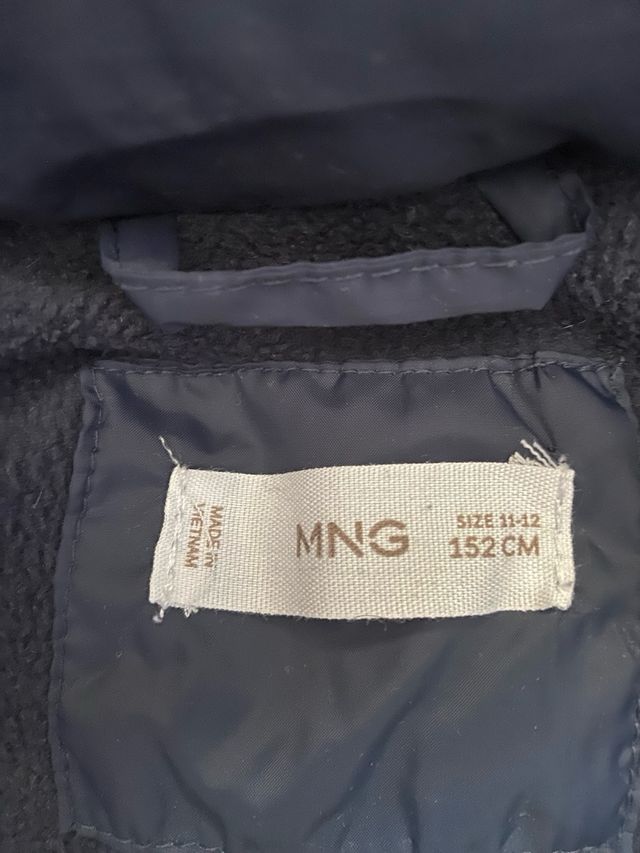 MADE IN
VIETNAM
MNG
SIZE 11-12
152 CM